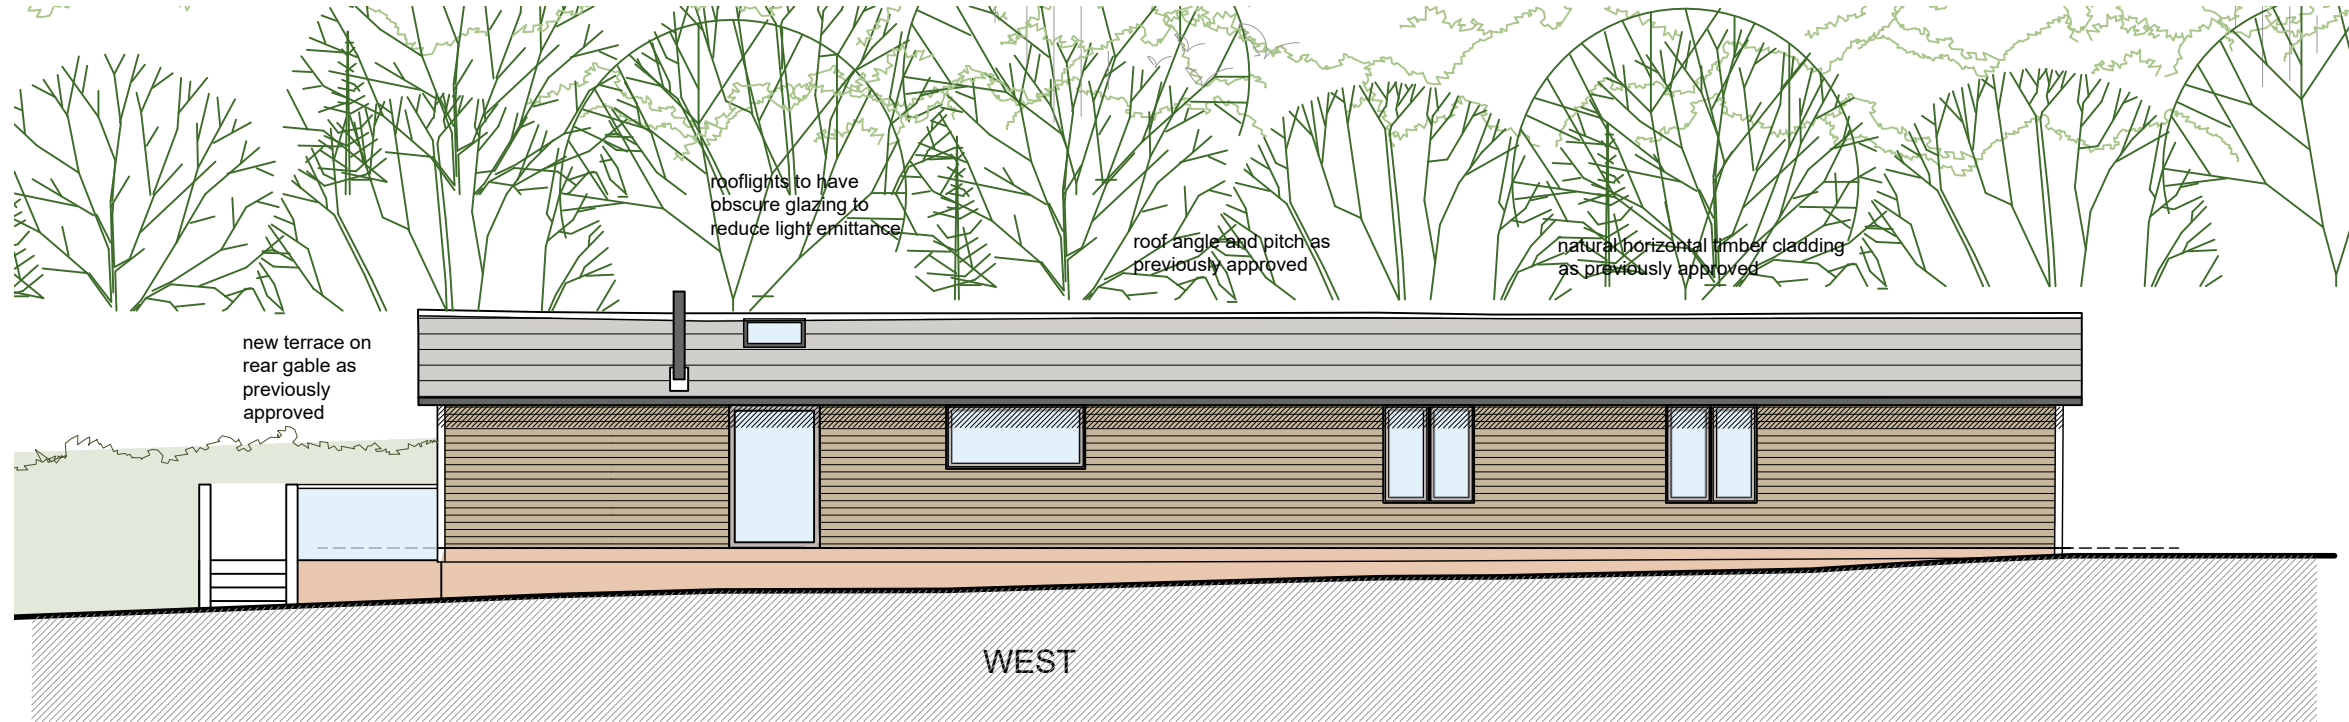 rooflights to have
obscure glazing to
reduce light emittance
roof angle and pitch as
previously approved
natural horizontal timber cladding
as previously approved
new terrace on
rear gable as
previously
approved
WEST